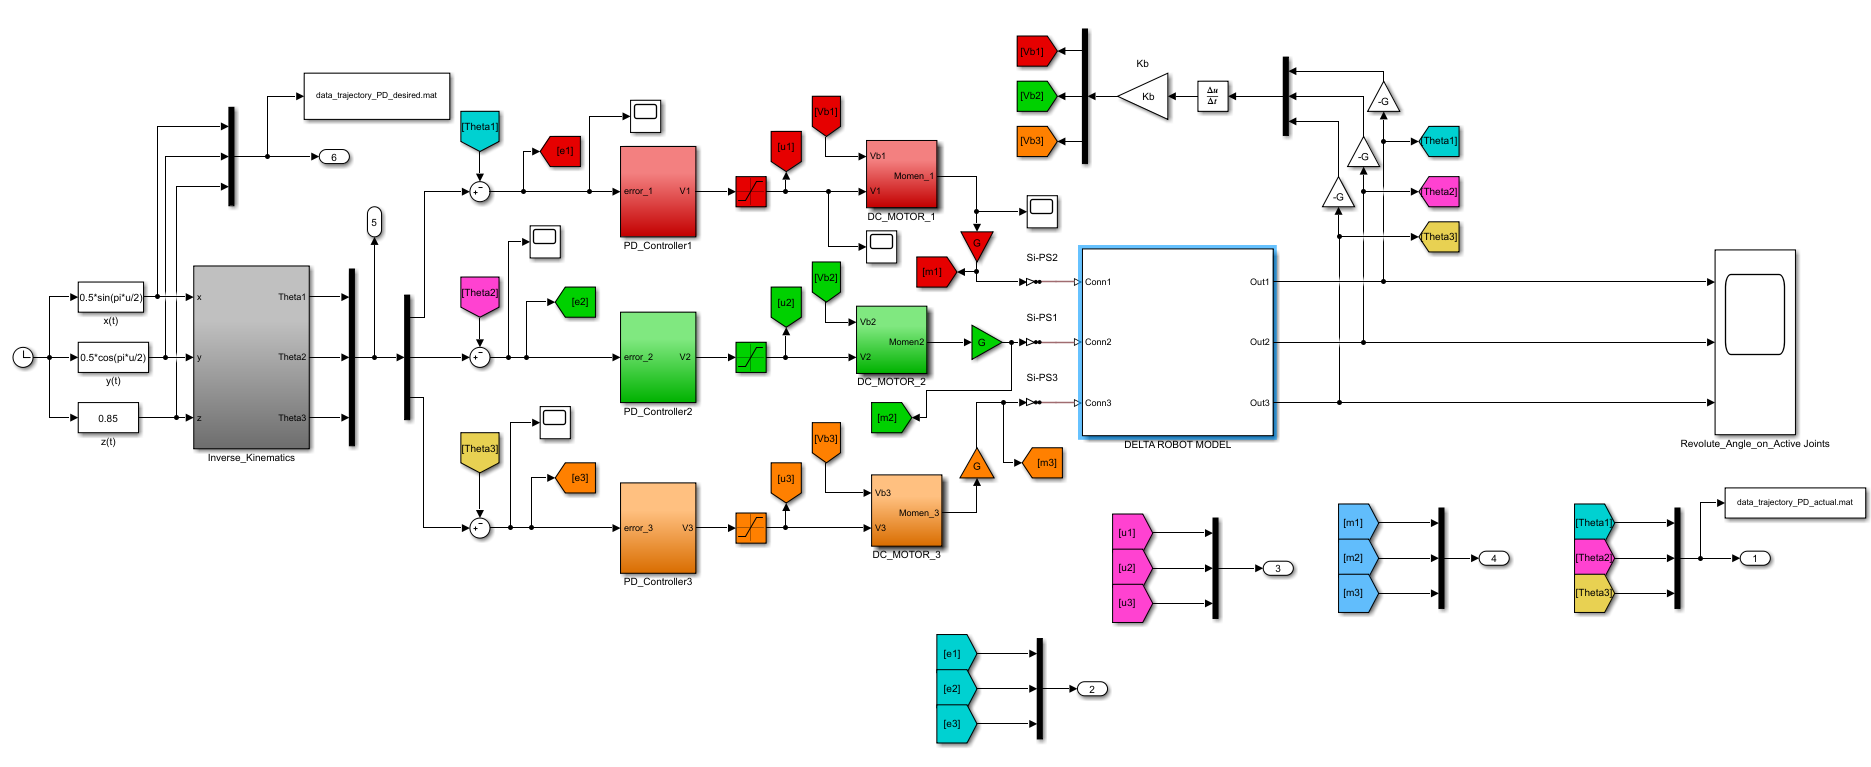 data_trajectory_PD_desired.mat
6
5
0.5*sin(pi*u/2)
x(t)
0.5*cos(pi*u/2)
y(t)
0.85
z(t)
x
y
z
Theta1
Theta2
Theta3
Inverse_Kinematics
[Theta1]
[e1]
error_1
V1
PD_Controller1
[u1]
[Vb1]
Vb1
V1
Momen_1
DC_MOTOR_1
G
[m1]
[Theta2]
[e2]
error_2
V2
PD_Controller2
[u2]
[Vb2]
Vb2
V2
Momen2
DC_MOTOR_2
G
[m2]
[Theta3]
[e3]
error_3
V3
PD_Controller3
[u3]
[Vb3]
Vb3
V3
Momen_3
DC_MOTOR_3
G
[m3]
[Vb1]
[Vb2]
[Vb3]
Kb
Kb
Δu
Δt
-G
-G
-G
[Theta1]
[Theta2]
[Theta3]
Si-PS2
Si-PS1
Si-PS3
Conn1
Conn2
Conn3
Out1
Out2
Out3
DELTA ROBOT MODEL
Revolute_Angle_on_Active Joints
[u1]
[u2]
[u3]
3
[m1]
[m2]
[m3]
4
[Theta1]
[Theta2]
[Theta3]
data_trajectory_PD_actual.mat
1
[e1]
[e2]
[e3]
2